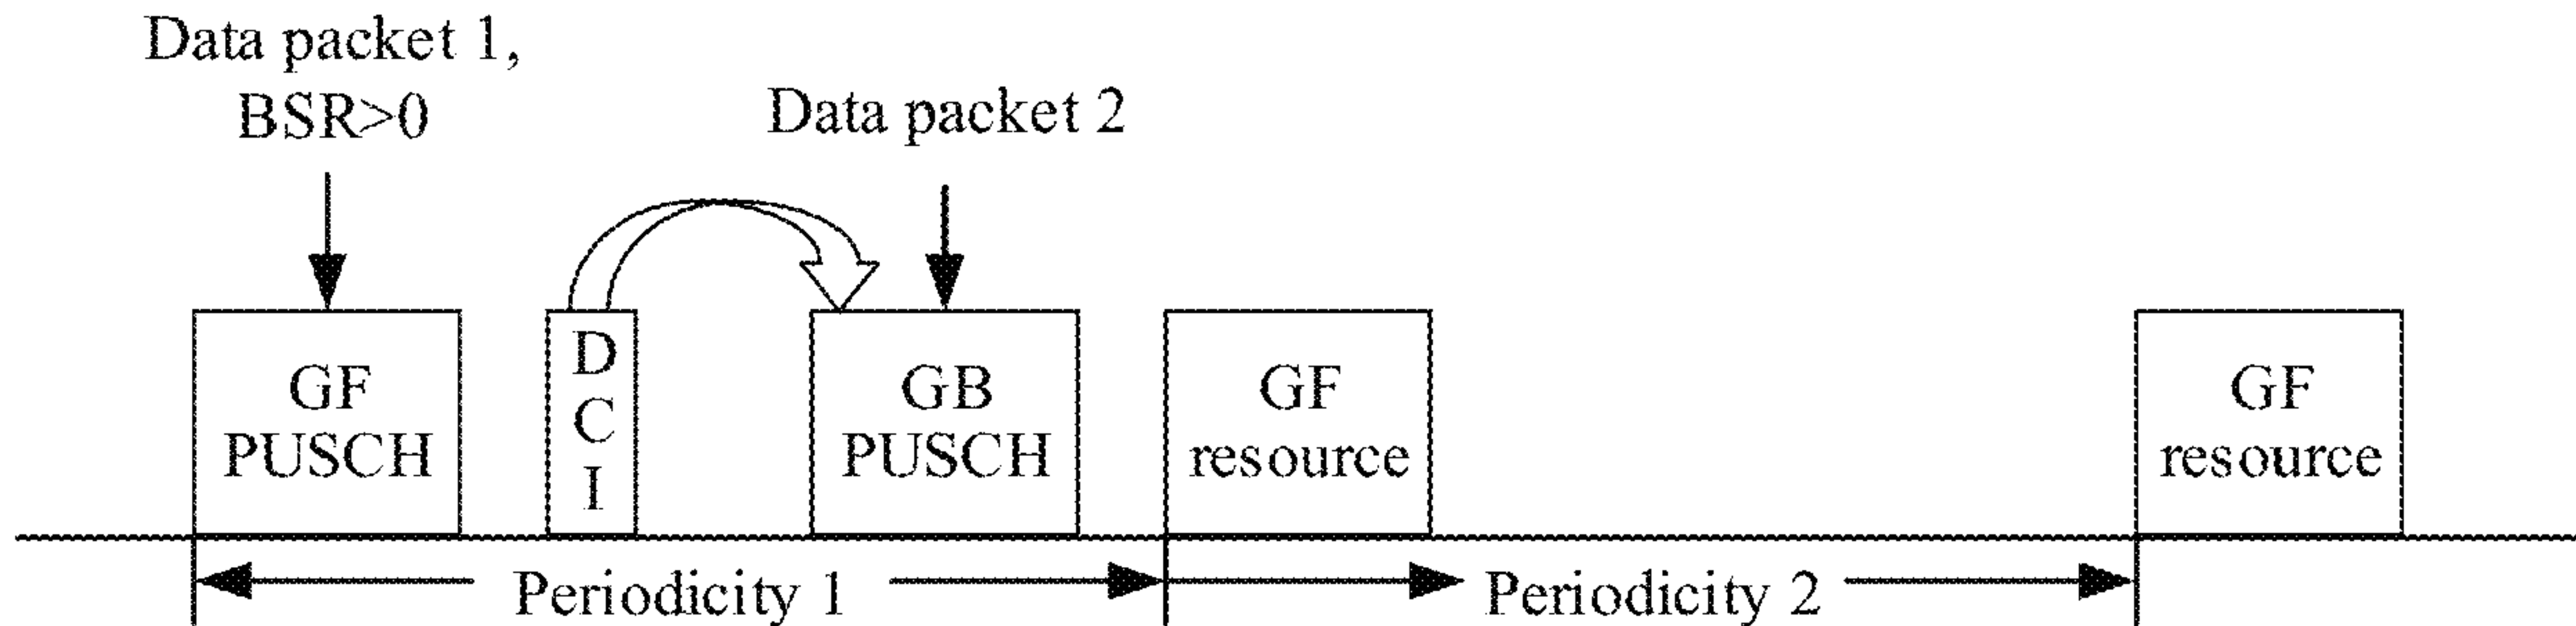 Data packet 1,
BSR>0
Data packet 2
GF
PUSCH
D
C
I
GB
PUSCH
GF
resource
GF
resource
Periodicity 1
Periodicity 2